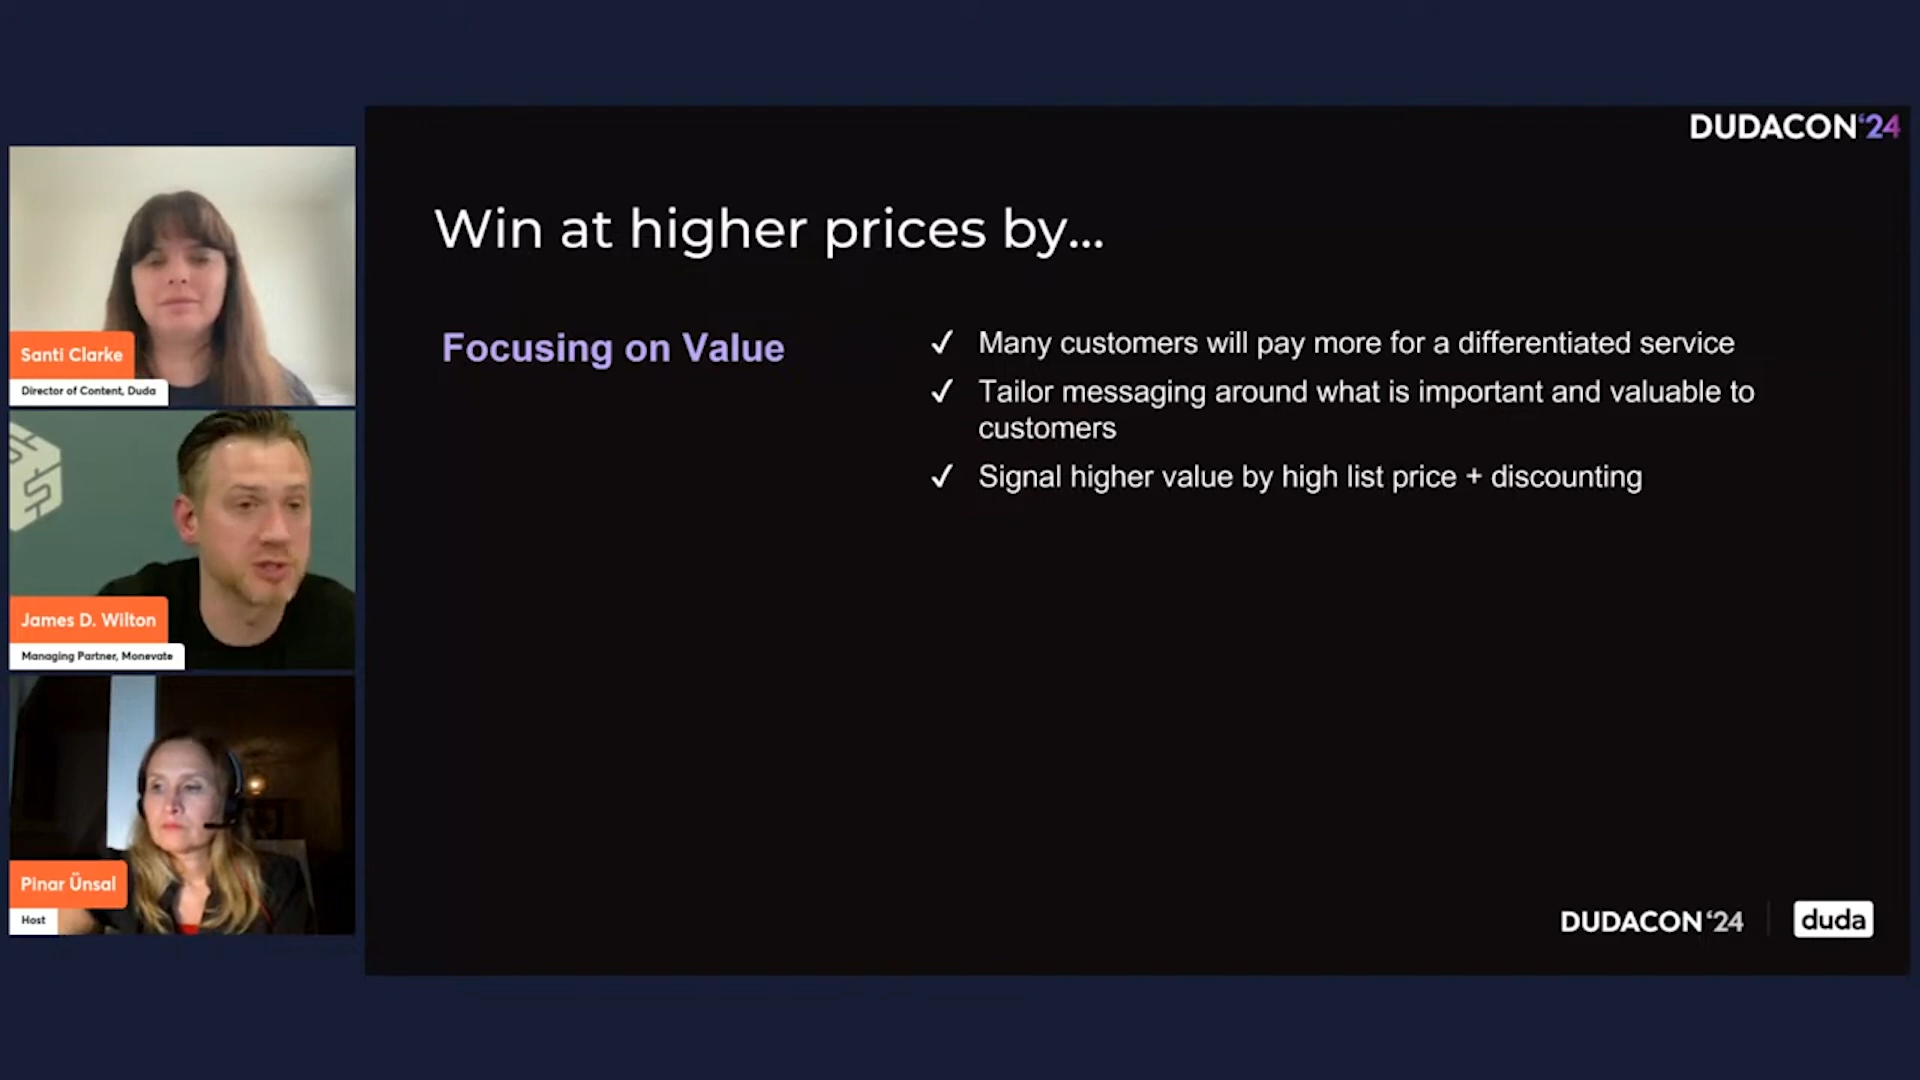 DUDACON‘24
Win at higher prices by...
Focusing on Value
✓ Many customers will pay more for a differentiated service
✓ Tailor messaging around what is important and valuable to
customers
✓ Signal higher value by high list price + discounting
Santi Clarke
Director of Content, Duda
James D. Wilton
Managing Partner, Monevate
Pinar Ünsal
Host
DUDACON‘24
duda